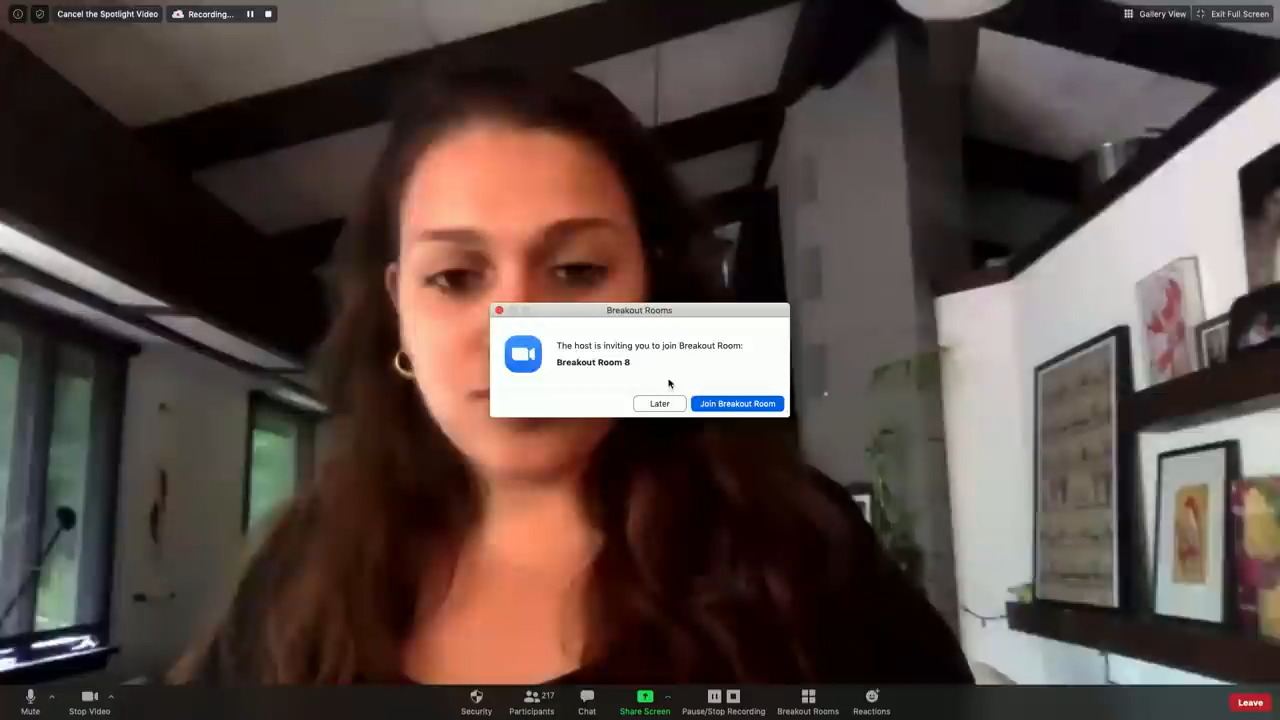 Cancel the Spotlight Video
Recording...
Gallery View
Exit Full Screen
Breakout Rooms
The host is inviting you to join Breakout Room:
Breakout Room 8
Later
Join Breakout Room
Mute
Stop Video
Security
217
Participants
Chat
Share Screen
Pause/Stop Recording
Breakout Rooms
Reactions
Leave